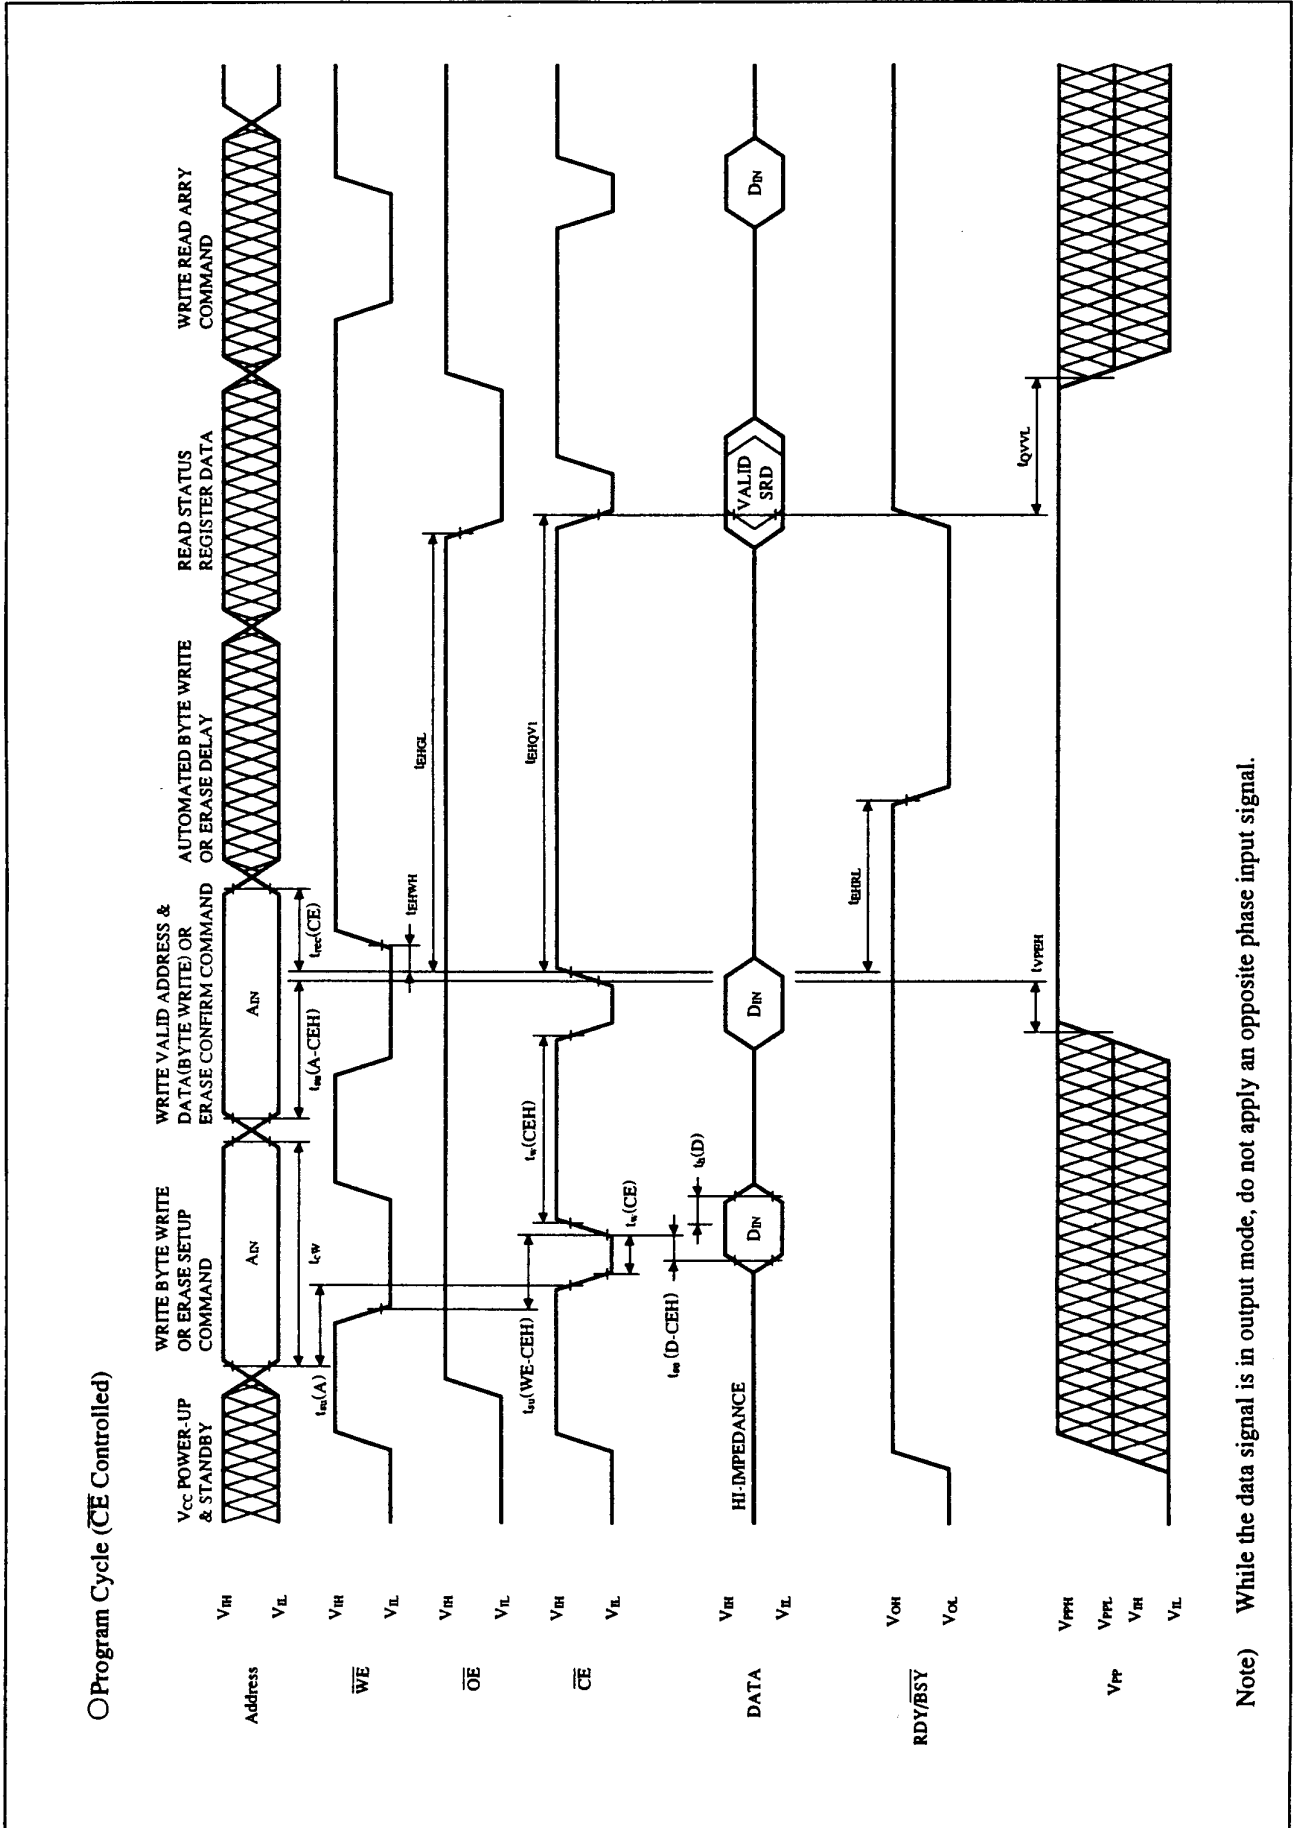 ○Program Cycle (CE Controlled)
VCC POWER-UP
& STANDBY
WRITE BYTE WRITE
OR ERASE SETUP
COMMAND
WRITE VALID ADDRESS &
DATA(BYTE WRITE) OR
ERASE CONFIRM COMMAND
AUTOMATED BYTE WRITE
OR ERASE DELAY
READ STATUS
REGISTER DATA
WRITE READ ARRY
COMMAND
Address
VIH
VIL
AIN
AIN
tsu(A)
tcw
tsu(A-CEH)
trec(CE)
WE
VIH
VIL
tEHWH
OE
VIH
VIL
tEHGL
CE
VIH
VIL
tsu(WE-CEH)
tw(CEH)
tEHQV1
tw(CE)
tsu (D-CEH)
th(D)
DATA
VIH
VIL
HI-IMPEDANCE
DIN
DIN
VALID
SRD
DIN
RDY/BSY
VOH
VOL
tEHRL
VPP
VPPH
VPPL
VIH
VIL
tVPEH
tQVVL
Note) While the data signal is in output mode, do not apply an opposite phase input signal.